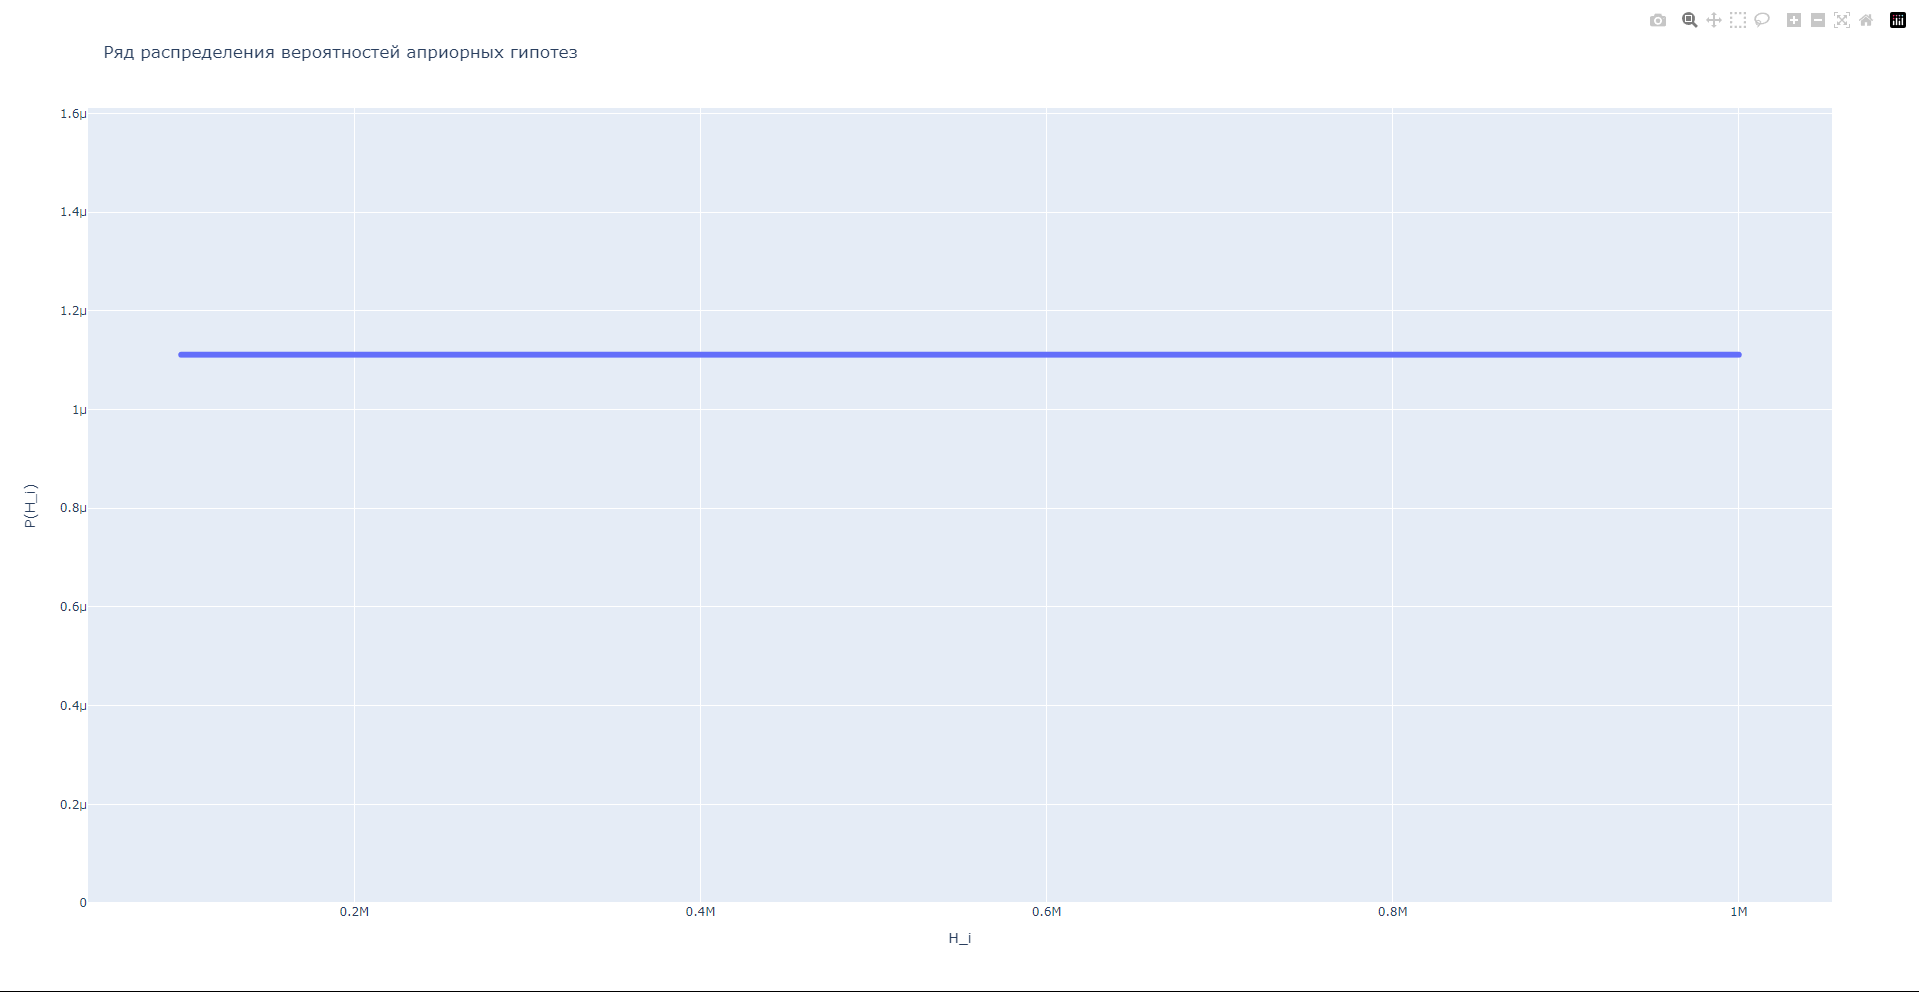 Ряд распределения вероятностей априорных гипотез
1.6μ
1.4μ
1.2μ
1μ
0.8μ
0.6μ
0.4μ
0.2μ
0
P(H_i)
0.2M
0.4M
0.6M
0.8M
1M
H_i